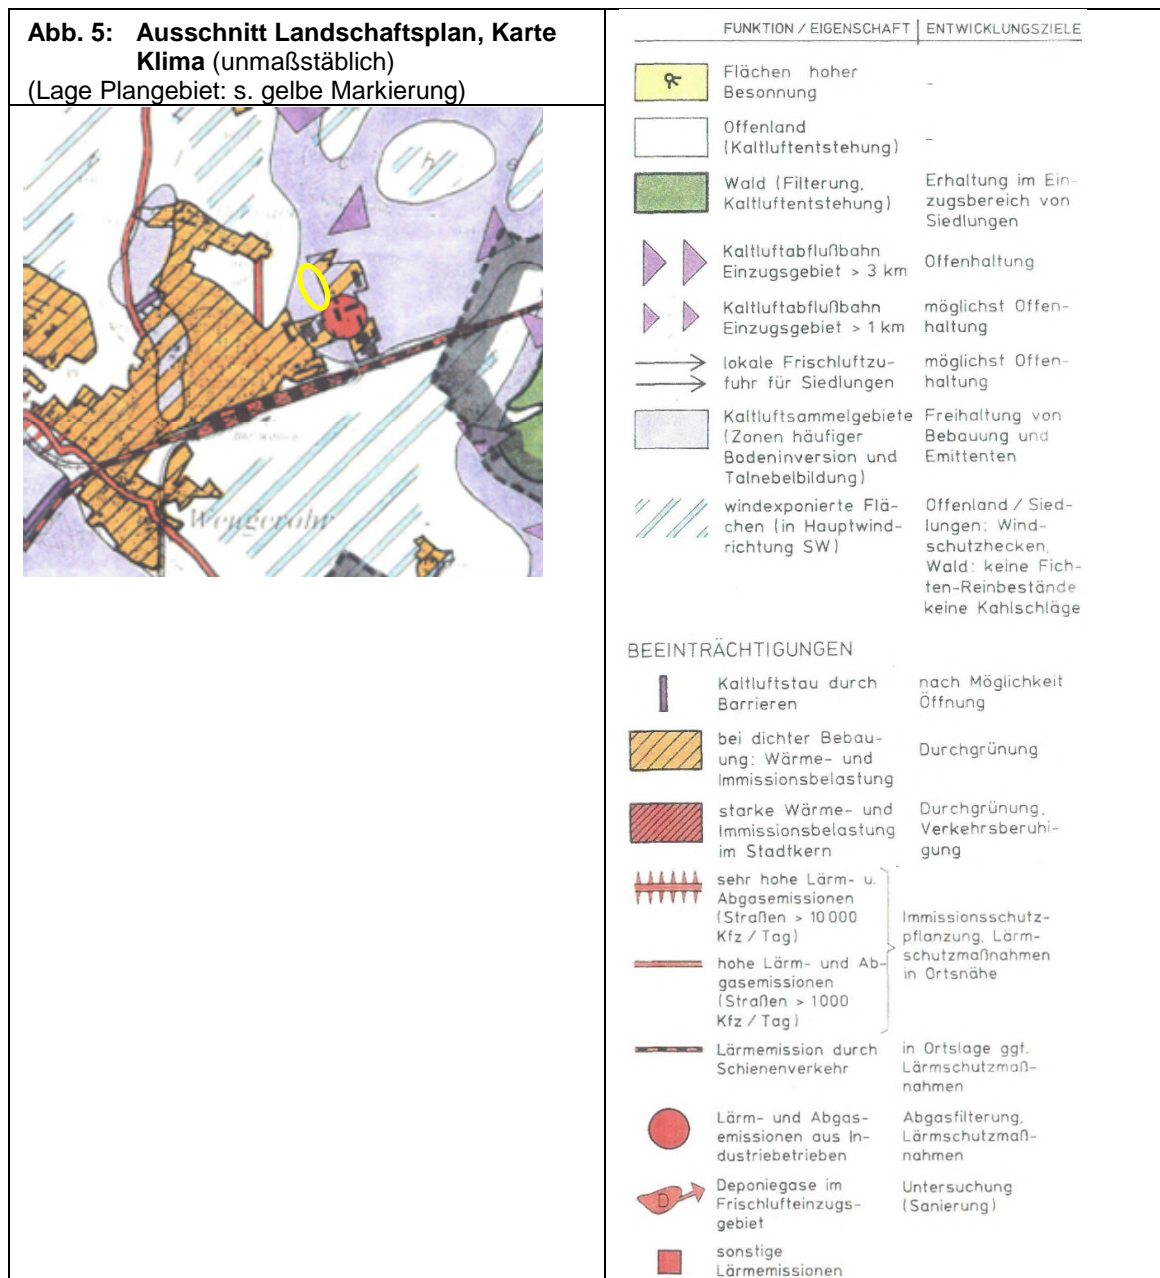 Abb. 5: Ausschnitt Landschaftsplan, Karte
Klima (unmaßstäblich)
(Lage Plangebiet: s. gelbe Markierung)
c h e
Wengerohr
FUNKTION / EIGENSCHAFT | ENTWICKLUNGSZIELE
Flächen hoher
Besonnung
-
Offenland
(Kaltluftentstehung)
-
Wald (Filterung,
Kaltluftentstehung)
Erhaltung im Ein-
zugsbereich von
Siedlungen
Kaltluftabflußbahn
Einzugsgebiet > 3 km
Offenhaltung
Kaltluftabflußbahn
Einzugsgebiet > 1 km
möglichst Offen-
haltung
lokale Frischluftzu-
fuhr für Siedlungen
möglichst Offen-
haltung
Kaltluftsammelgebiete
(Zonen häufiger
Bodeninversion und
Talnebelbildung)
Freihaltung von
Bebauung und
Emittenten
windexponierte Flä-
chen (in Hauptwind-
richtung SW)
Offenland / Sied-
lungen: Wind-
schutzhecken,
Wald: keine Fich-
ten-Reinbestände
keine Kahlschläge
BEEINTRÄCHTIGUNGEN
Kaltluftstau durch
Barrieren
nach Möglichkeit
Öffnung
bei dichter Bebau-
ung: Wärme- und
Immissionsbelastung
Durchgrünung
starke Wärme- und
Immissionsbelastung
im Stadtkern
Durchgrünung,
Verkehrsberuhi-
gung
sehr hohe Lärm- u.
Abgasemissionen
(Straßen > 10 000
Kfz / Tag)
hohe Lärm- und Ab-
gasemissionen
(Straßen > 1000
Kfz / Tag)
Immissionsschutz-
pflanzung, Lärm-
schutzmaßnahmen
in Ortsnähe
Lärmemission durch
Schienenverkehr
in Ortslage ggf.
Lärmschutzmaß-
nahmen
Lärm- und Abgas-
emissionen aus In-
dustriebetrieben
Abgasfilterung,
Lärmschutzmaß-
nahmen
D
Deponiegase im
Frischlufteinzugs-
gebiet
Untersuchung
(Sanierung)
sonstige
Lärmemissionen